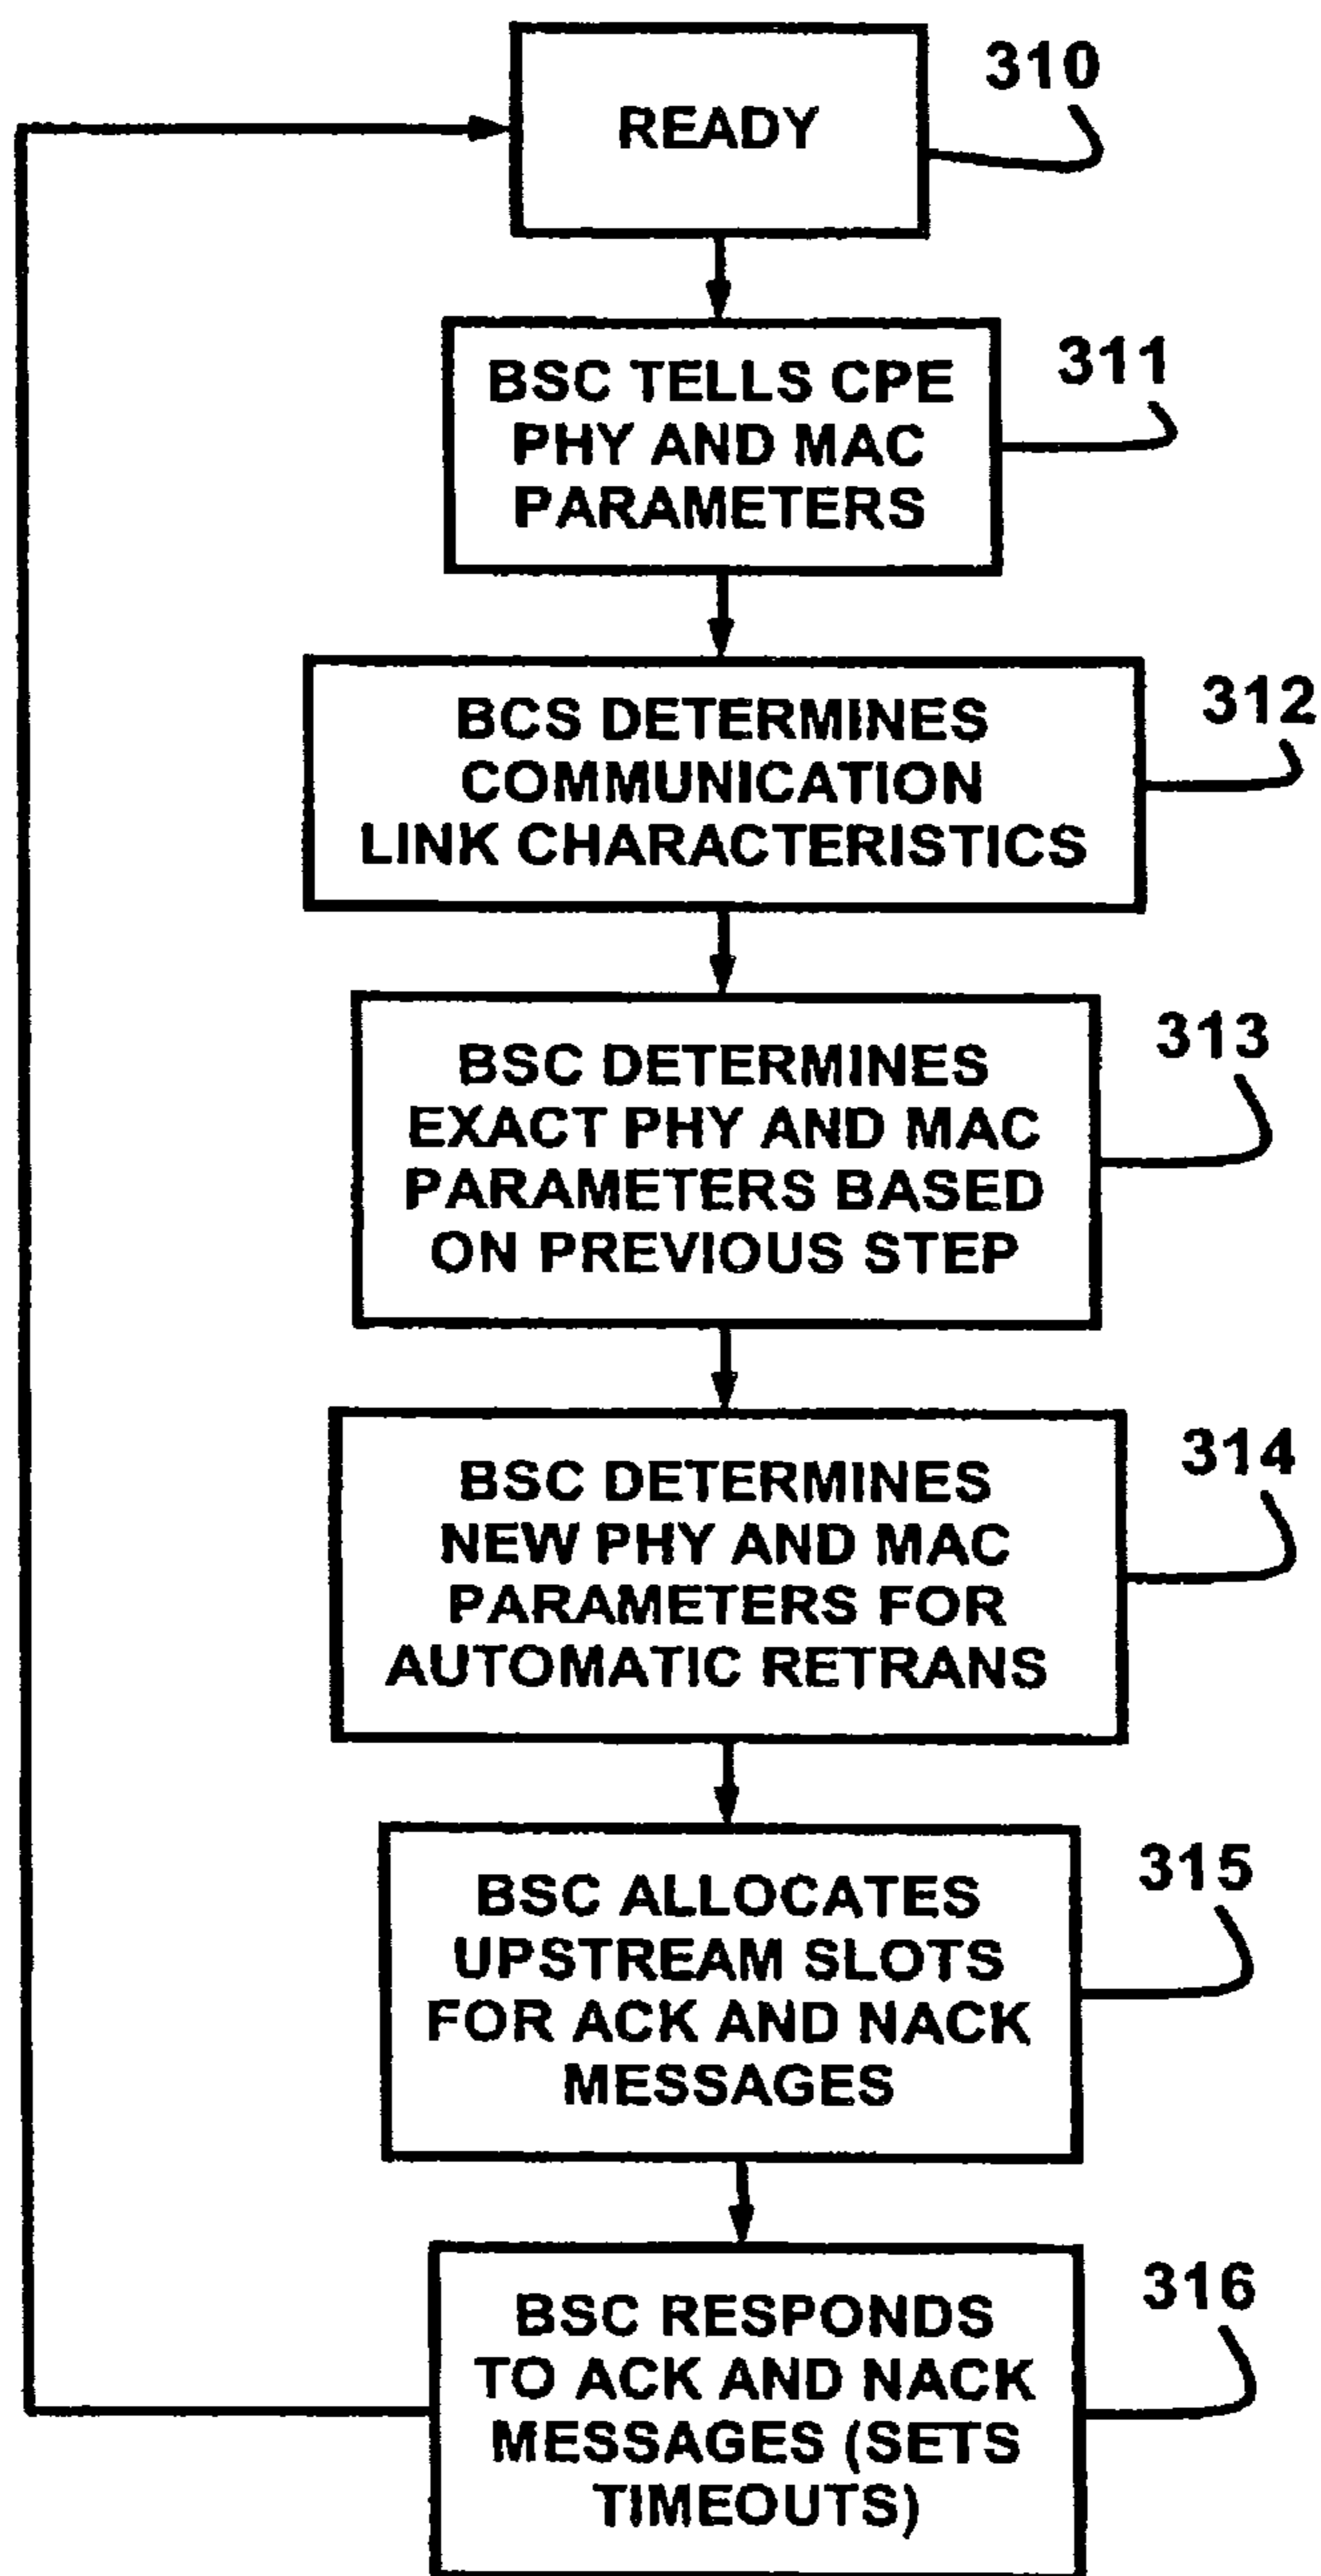 READY
310
BSC TELLS CPE
PHY AND MAC
PARAMETERS
311
BCS DETERMINES
COMMUNICATION
LINK CHARACTERISTICS
312
BSC DETERMINES
EXACT PHY AND MAC
PARAMETERS BASED
ON PREVIOUS STEP
313
BSC DETERMINES
NEW PHY AND MAC
PARAMETERS FOR
AUTOMATIC RETRANS
314
BSC ALLOCATES
UPSTREAM SLOTS
FOR ACK AND NACK
MESSAGES
315
BSC RESPONDS
TO ACK AND NACK
MESSAGES (SETS
TIMEOUTS)
316